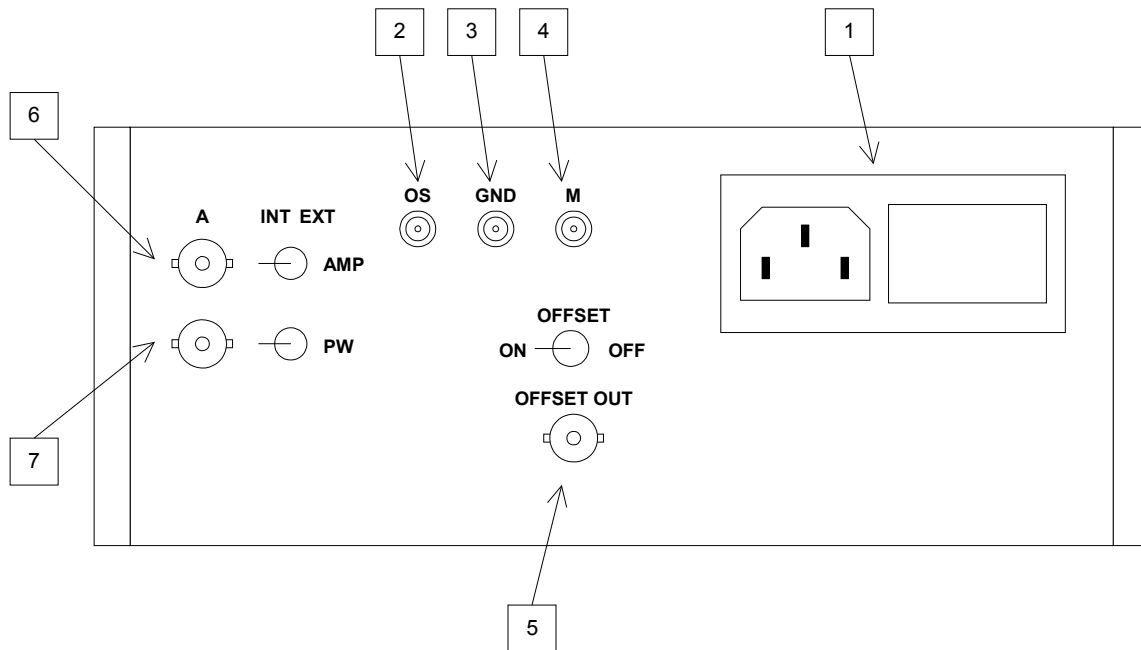 2 3 4 1
6
OS GND M
A INT EXT
AMP
OFFSET
PW
ON OFF
OFFSET OUT
7
5